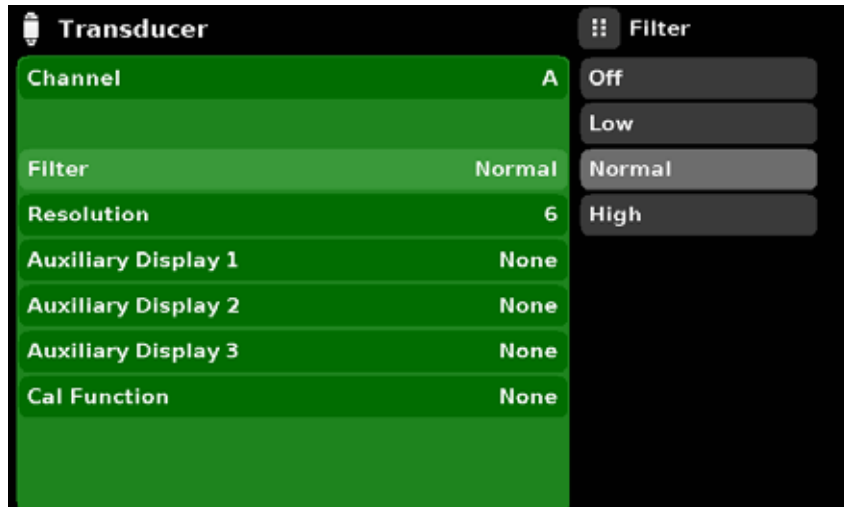 Transducer
Channel A
Filter Normal
Resolution 6
Auxiliary Display 1 None
Auxiliary Display 2 None
Auxiliary Display 3 None
Cal Function None
Filter
Off
Low
Normal
High